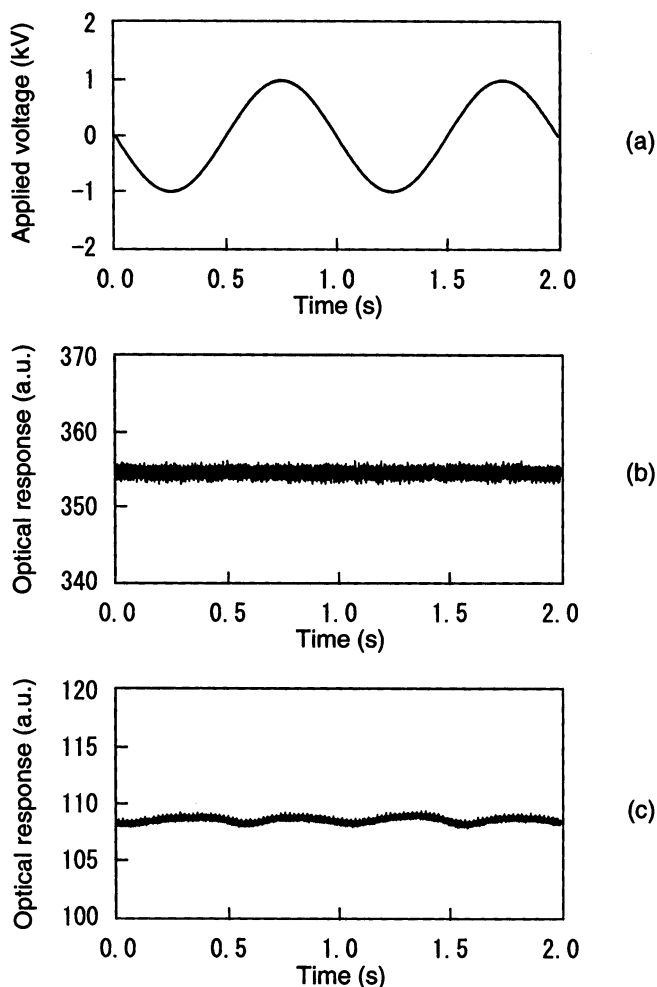 Applied voltage (kV)
2
1
0
-1
-2
0.0 0.5 1.0 1.5 2.0
Time (s)
(a)
Optical response (a.u.)
370
360
350
340
0.0 0.5 1.0 1.5 2.0
Time (s)
(b)
Optical response (a.u.)
120
115
110
105
100
0.0 0.5 1.0 1.5 2.0
Time (s)
(c)